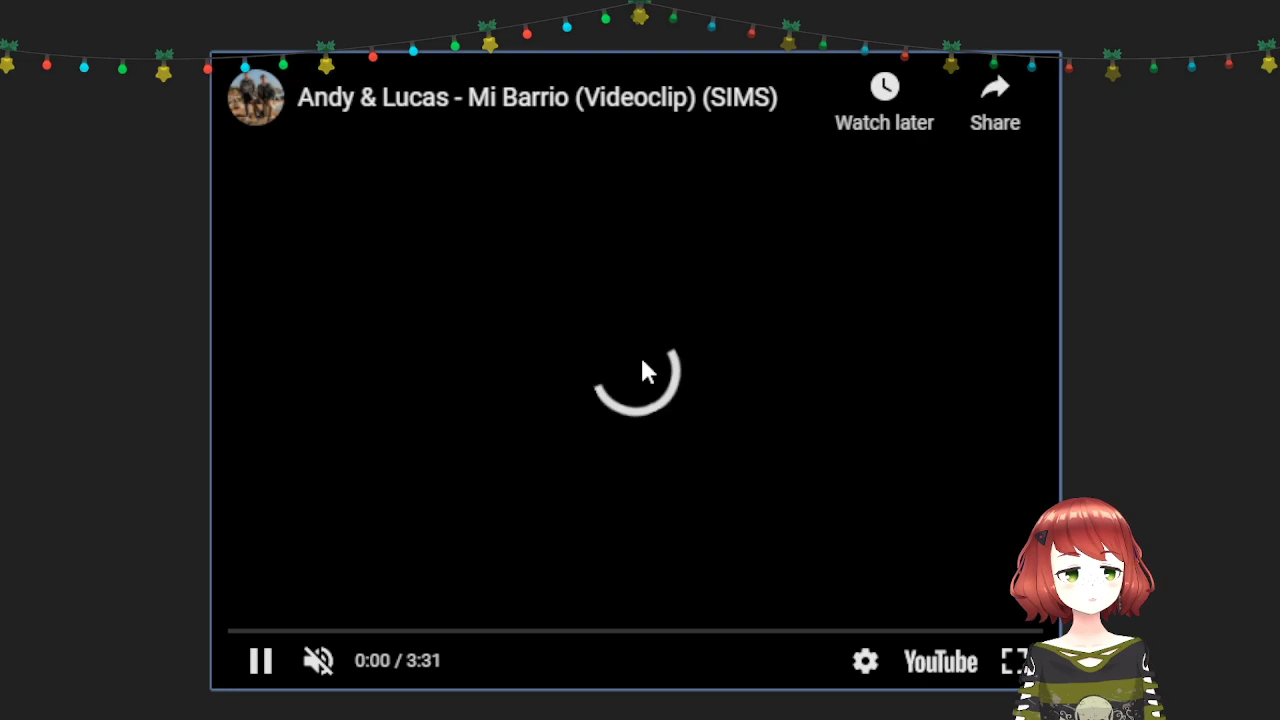 Andy & Lucas - Mi Barrio (Videoclip) (SIMS)
Watch later
Share
0:00 / 3:31
YouTube